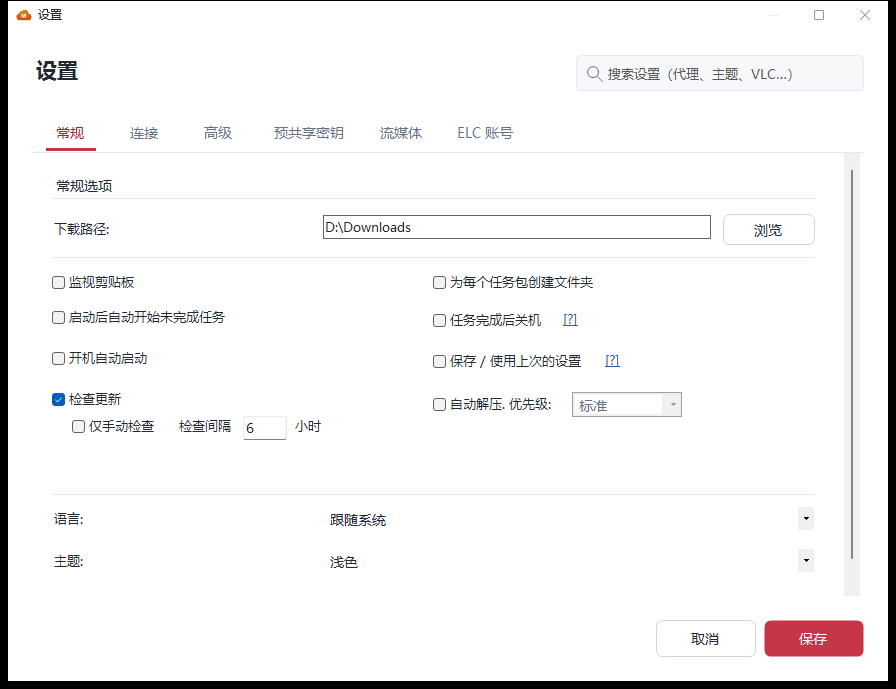 设置
设置
搜索设置（代理、主题、VLC...）
常规 连接 高级 预共享密钥 流媒体 ELC 账号
常规选项
下载路径: D:\Downloads 浏览
监视剪贴板 为每个任务包创建文件夹
启动后自动开始未完成任务 任务完成后关机 [?]
开机自动启动 保存 / 使用上次的设置 [?]
检查更新 自动解压. 优先级: 标准
仅手动检查 检查间隔 6 小时
语言: 跟随系统
主题: 浅色
取消 保存